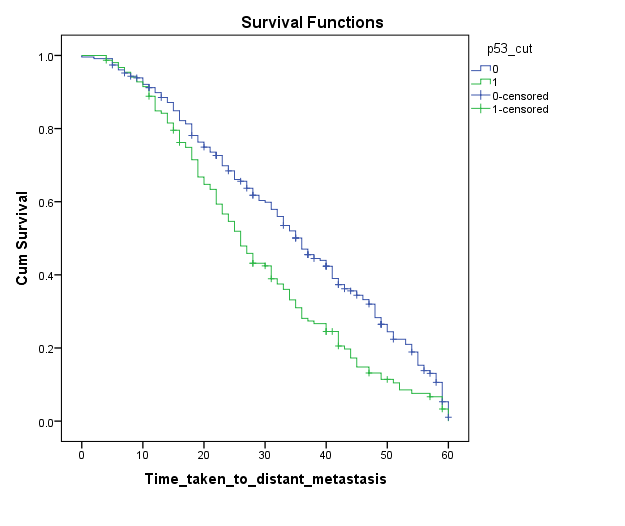 Survival Functions
p53_cut
0
1
0-censored
1-censored
Cum Survival
1.0
0.8
0.6
0.4
0.2
0.0
0 10 20 30 40 50 60
Time_taken_to_distant_metastasis